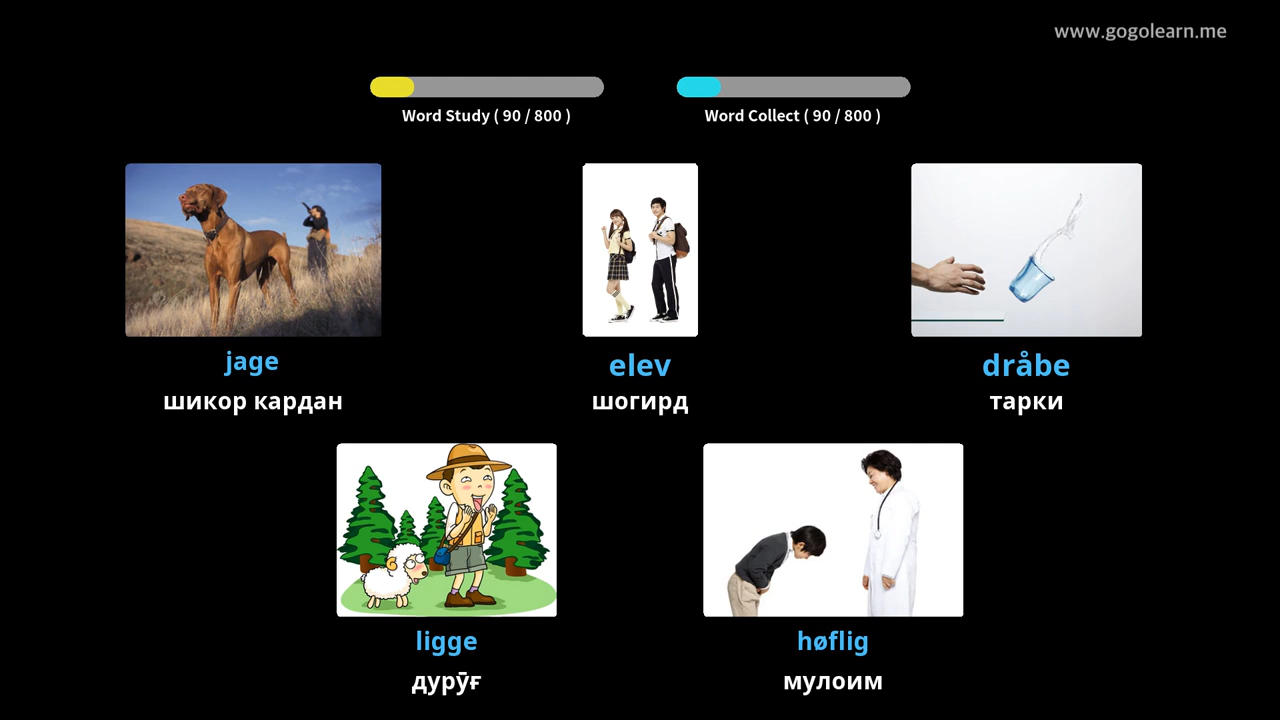 www.gogolearn.me
Word Study ( 90 / 800 )
Word Collect ( 90 / 800 )
jage
шикор кардан
elev
шогирд
dråbe
тарки
ligge
дурӯғ
høflig
мулоим